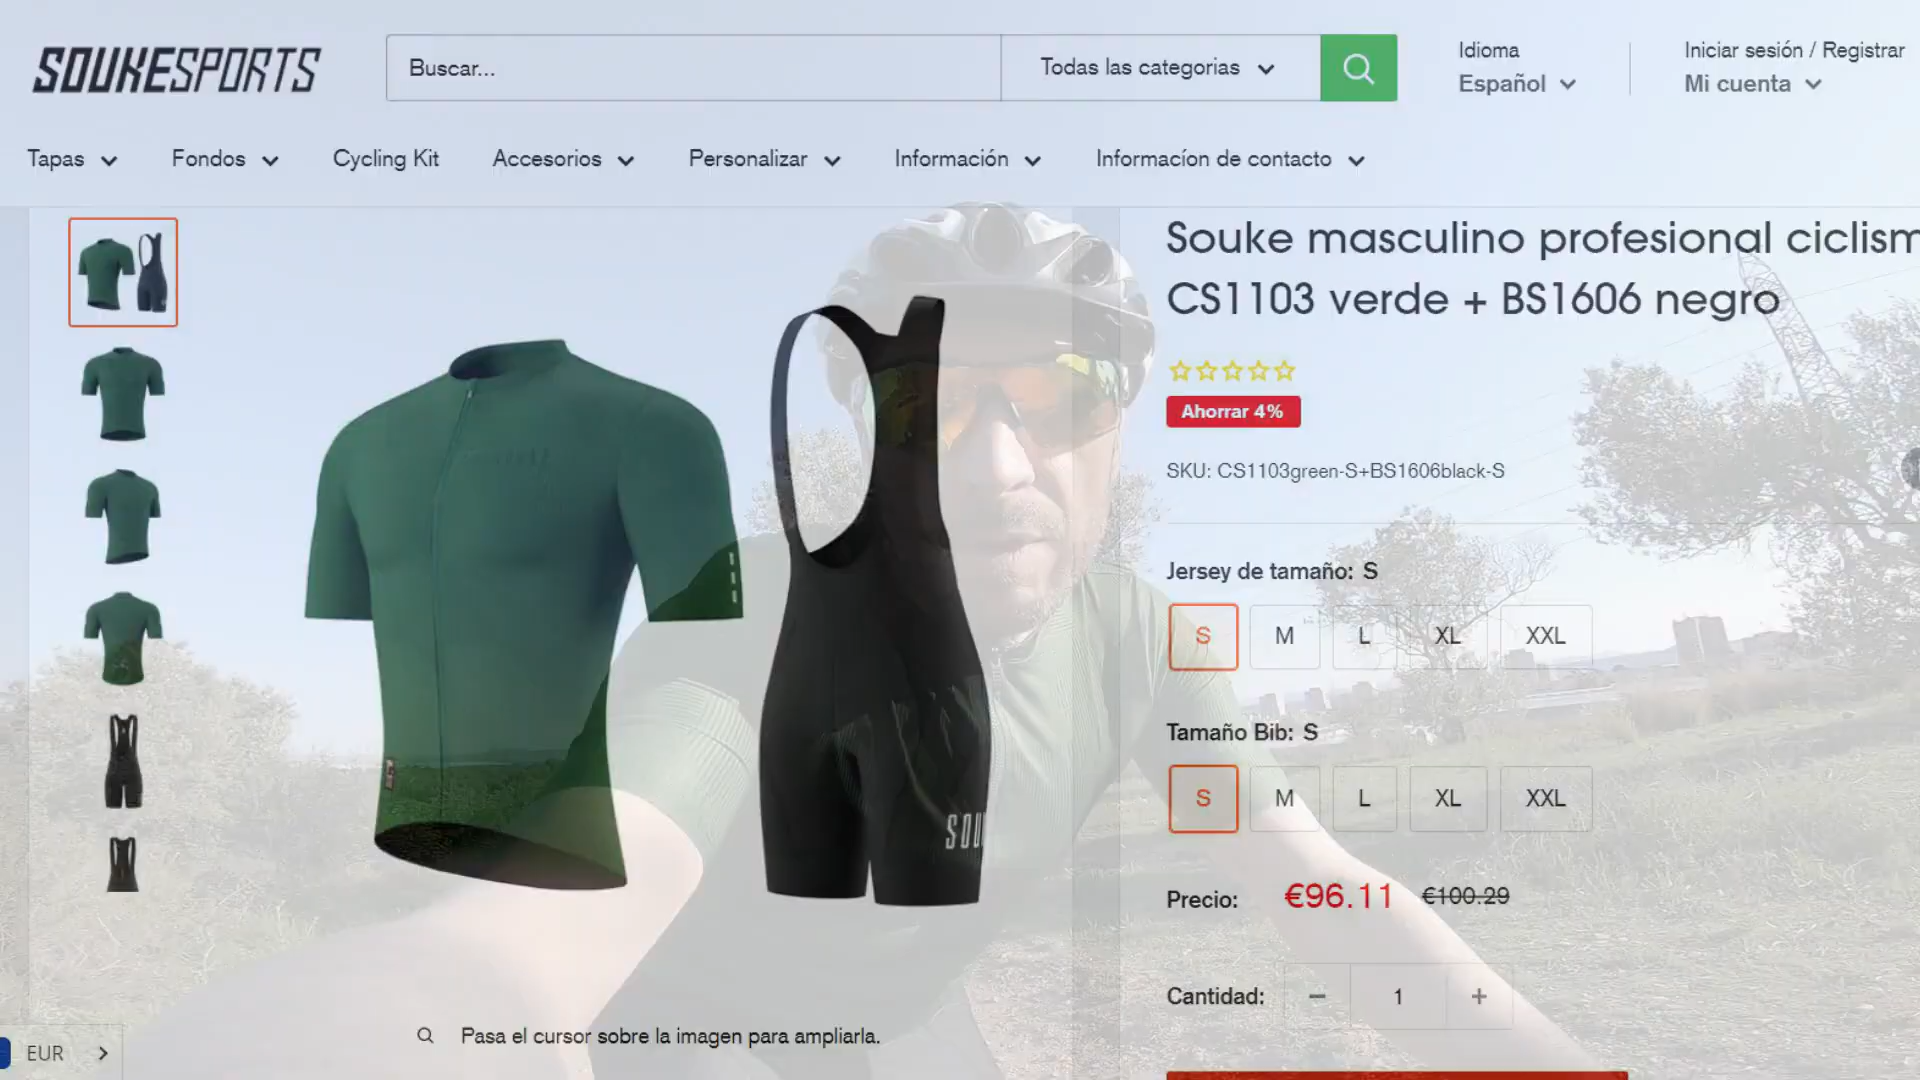 SOUKESPORTS
Buscar...
Todas las categorias
Idioma
Español
Iniciar sesión / Registrar
Mi cuenta
Tapas
Fondos
Cycling Kit
Accesorios
Personalizar
Información
Informacíon de contacto
Souke masculino profesional ciclism
CS1103 verde + BS1606 negro
Ahorrar 4%
SKU: CS1103green-S+BS1606black-S
Jersey de tamaño: S
S M L XL XXL
Tamaño Bib: S
S M L XL XXL
Precio: €96.11 €100.29
Cantidad: − 1 +
SOU
Pasa el cursor sobre la imagen para ampliarla.
EUR